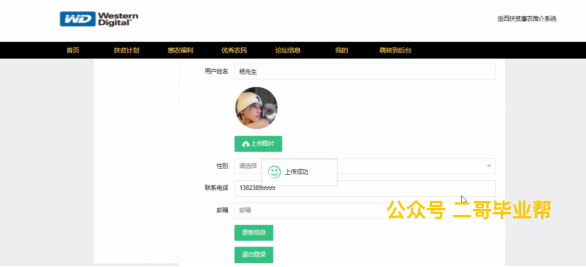 WD Western Digital
定西扶贫惠农推介系统
首页 扶贫计划 惠农福利 优秀农民 论坛信息 我的 跳转到后台
用户姓名 杨先生
上传图片
性别 请选择
上传成功
联系电话 13823899999
邮箱 邮箱
公众号 二哥毕业帮
更新信息
退出登录